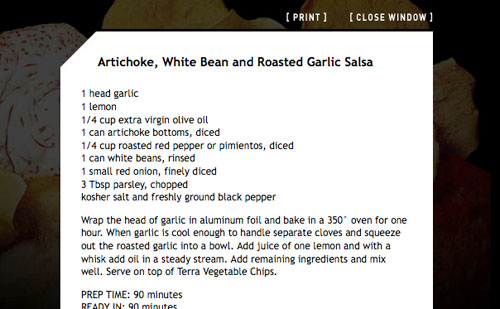 [ PRINT ] [ CLOSE WINDOW ]
Artichoke, White Bean and Roasted Garlic Salsa
1 head garlic
1 lemon
1/4 cup extra virgin olive oil
1 can artichoke bottoms, diced
1/4 cup roasted red pepper or pimientos, diced
1 can white beans, rinsed
1 small red onion, finely diced
3 Tbsp parsley, chopped
kosher salt and freshly ground black pepper
Wrap the head of garlic in aluminum foil and bake in a 350° oven for one
hour. When garlic is cool enough to handle separate cloves and squeeze
out the roasted garlic into a bowl. Add juice of one lemon and with a
whisk add oil in a steady stream. Add remaining ingredients and mix
well. Serve on top of Terra Vegetable Chips.
PREP TIME: 90 minutes
READY IN: 90 minutes